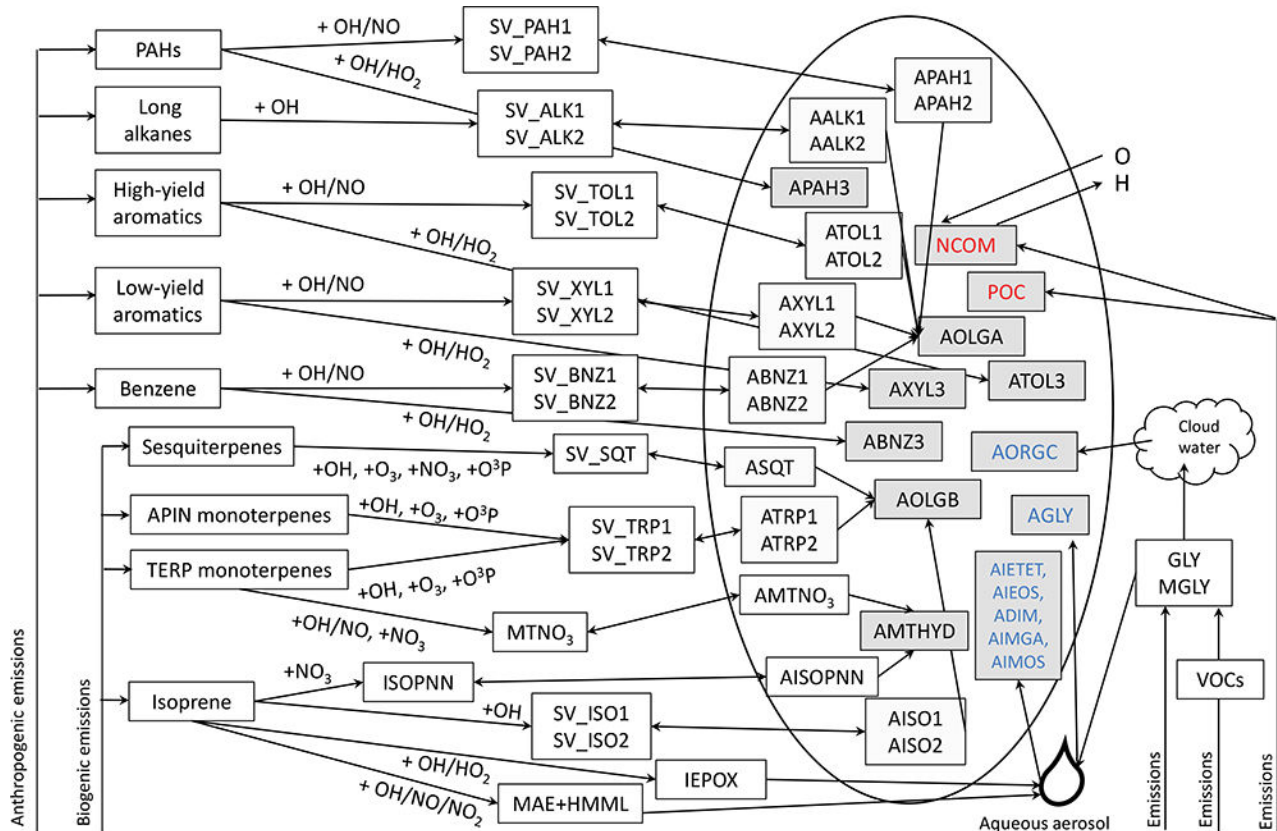 PAHs
+ OH/NO
SV_PAH1
SV_PAH2
APAH1
APAH2
+ OH/HO₂
Long
alkanes
+ OH
SV_ALK1
SV_ALK2
AALK1
AALK2
APAH3
O
H
High-yield
aromatics
+ OH/NO
SV_TOL1
SV_TOL2
ATOL1
ATOL2
NCOM
+ OH/HO₂
POC
Low-yield
aromatics
+ OH/NO
SV_XYL1
SV_XYL2
AXYL1
AXYL2
AOLGA
+ OH/HO₂
Benzene
+ OH/NO
SV_BNZ1
SV_BNZ2
ABNZ1
ABNZ2
AXYL3
ATOL3
+ OH/HO₂
ABNZ3
AORGC
Cloud
water
Sesquiterpenes
+OH, +O₃, +NO₃, +O³P
SV_SQT
ASQT
AOLGB
AGLY
APIN monoterpenes
+OH, +O₃, +O³P
SV_TRP1
SV_TRP2
ATRP1
ATRP2
TERP monoterpenes
+OH, +O₃, +O³P
GLY
MGLY
AIETET,
AIEOS,
ADIM,
AIMGA,
AIMOS
+OH/NO, +NO₃
MTNO₃
AMTNO₃
AMTHYD
Isoprene
+NO₃
ISOPNN
AISOPNN
VOCs
+OH
SV_ISO1
SV_ISO2
AISO1
AISO2
+ OH/HO₂
IEPOX
+ OH/NO/NO₂
MAE+HMML
Aqueous aerosol
Anthropogenic emissions
Biogenic emissions
Emissions
Emissions
Emissions